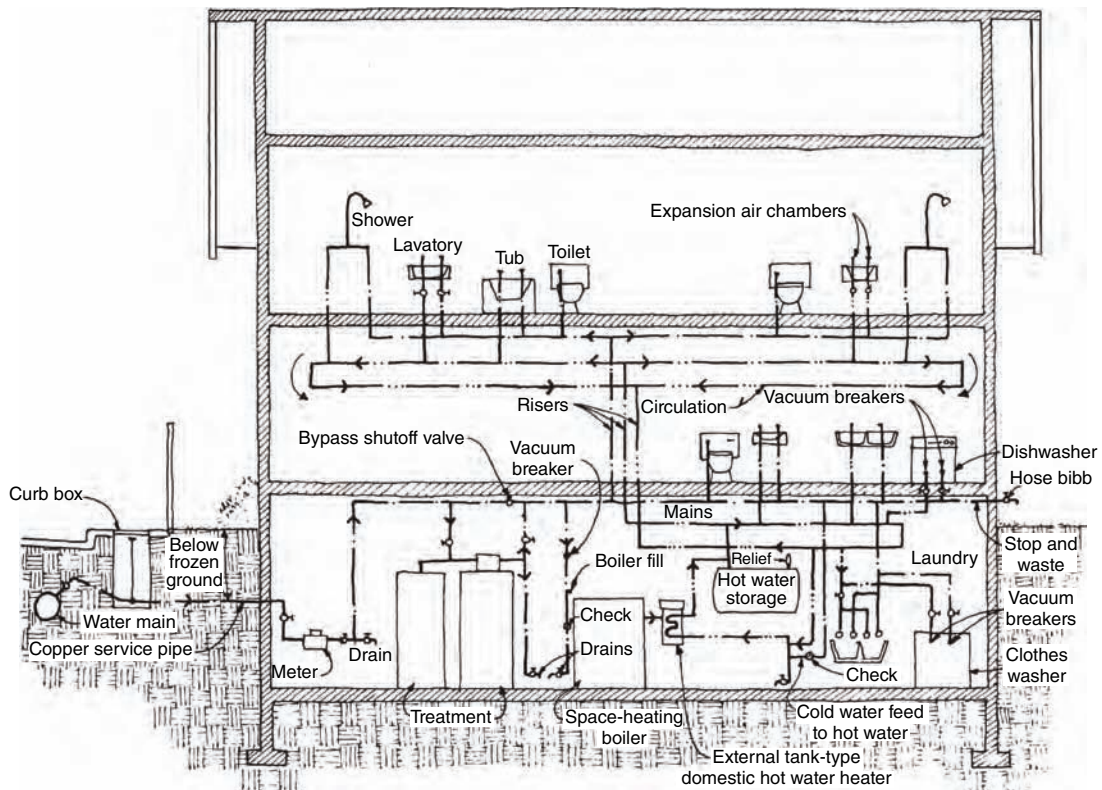 Shower
Expansion air chambers
Lavatory
Tub
Toilet
Risers
Circulation
Vacuum breakers
Bypass shutoff valve
Vacuum
breaker
Dishwasher
Hose bibb
Curb box
Mains
Below
frozen
ground
Boiler fill
Relief
Hot water
storage
Laundry
Stop and
waste
Water main
Check
Vacuum
breakers
Copper service pipe
Meter
Drain
Drains
Check
Clothes
washer
Treatment
Space-heating
boiler
Cold water feed
to hot water
External tank-type
domestic hot water heater